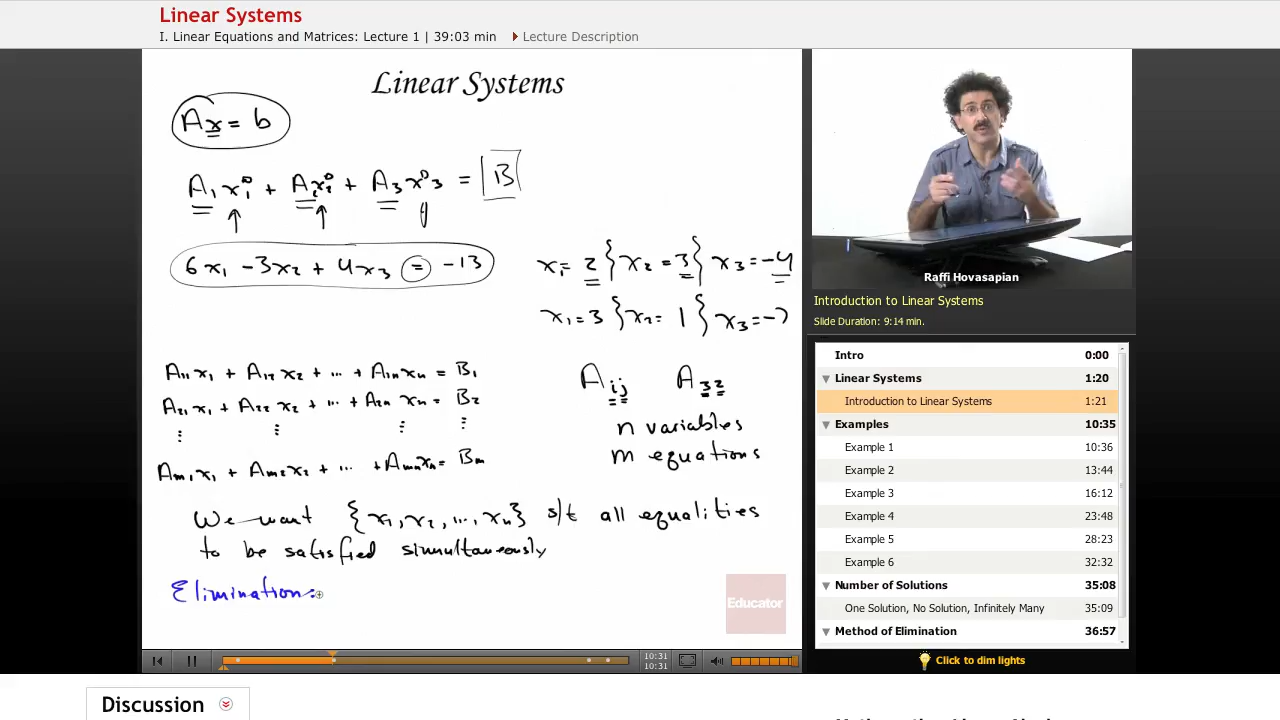 Linear Systems
I. Linear Equations and Matrices: Lecture 1 | 39:03 min
Lecture Description
Linear Systems
Ax = b
A₁x₁ + A₂x₂ + A₃x₃ = B
6x₁ - 3x₂ + 4x₃ = -13
x₁ = 2 } x₂ = 3 } x₃ = -4
x₁ = 3 } x₂ = 1 } x₃ = -7
A₁₁x₁ + A₁₂x₂ + ... + A₁ₙxₙ = B₁
A₂₁x₁ + A₂₂x₂ + ... + A₂ₙxₙ = B₂
⋮ ⋮ ⋮ ⋮
Aₘ₁x₁ + Aₘ₂x₂ + ... + Aₘₙxₙ = Bₘ
Aᵢⱼ A₃₂
n variables
m equations
We want {x₁, x₂, ..., xₙ} s/t all equalities
to be satisfied simultaneously
Elimination:
Educator
10:31
10:31
Raffi Hovasapian
Introduction to Linear Systems
Slide Duration: 9:14 min.
Intro 0:00
Linear Systems 1:20
Introduction to Linear Systems 1:21
Examples 10:35
Example 1 10:36
Example 2 13:44
Example 3 16:12
Example 4 23:48
Example 5 28:23
Example 6 32:32
Number of Solutions 35:08
One Solution, No Solution, Infinitely Many 35:09
Method of Elimination 36:57
Click to dim lights
Discussion